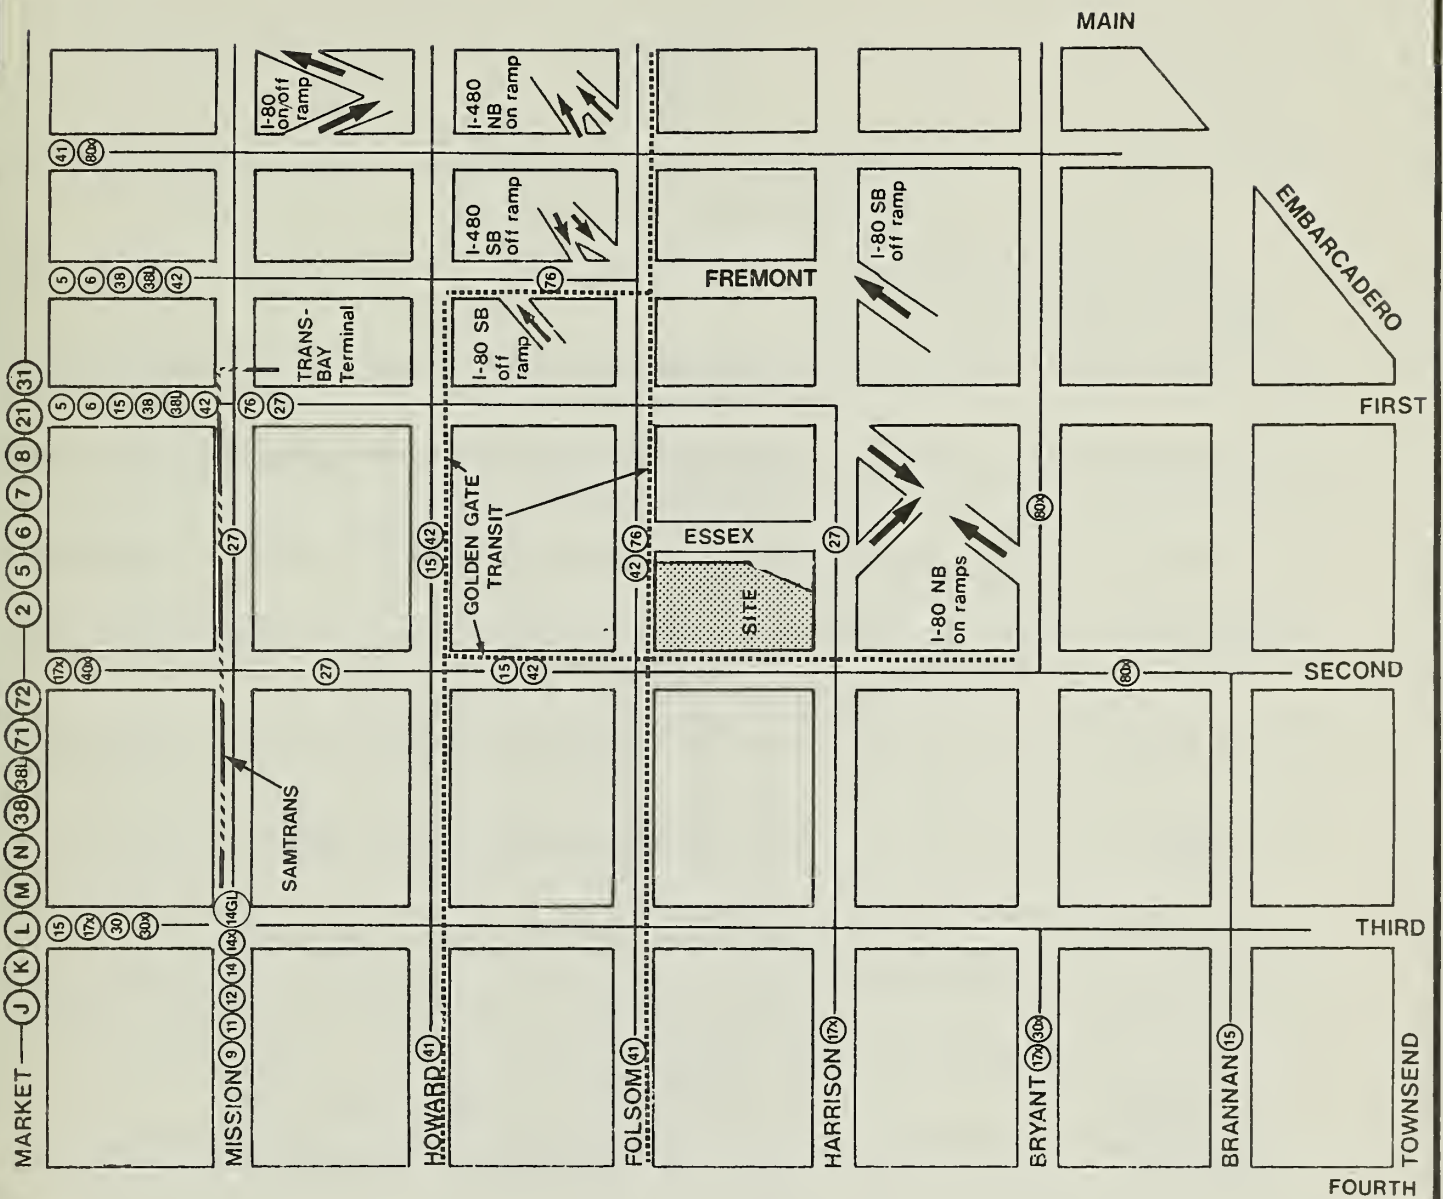 MAIN
I-80
on/off
ramp
I-480
NB
on ramp
41 80x
I-480
SB
off ramp
I-80 SB
off ramp
EMBARCADERO
5 6 38 38L 42
76
FREMONT
TRANS-
BAY
Terminal
I-80 SB
off
ramp
5 6 15 38 38L 42 76 27
FIRST
GOLDEN GATE
TRANSIT
27
15 42
42 76
ESSEX
27
80x
SITE
I-80 NB
on ramps
17x 40x
27
15 42
80x
SECOND
SAMTRANS
15 17x 30 30x
THIRD
MARKET J K L M N 38 38L 71 72 2 5 6 7 8 21 31
MISSION 9 11 12 14 14x 14GL
HOWARD 41
FOLSOM 41
HARRISON 17x
BRYANT 17x 30x
BRANNAN 15
TOWNSEND
FOURTH